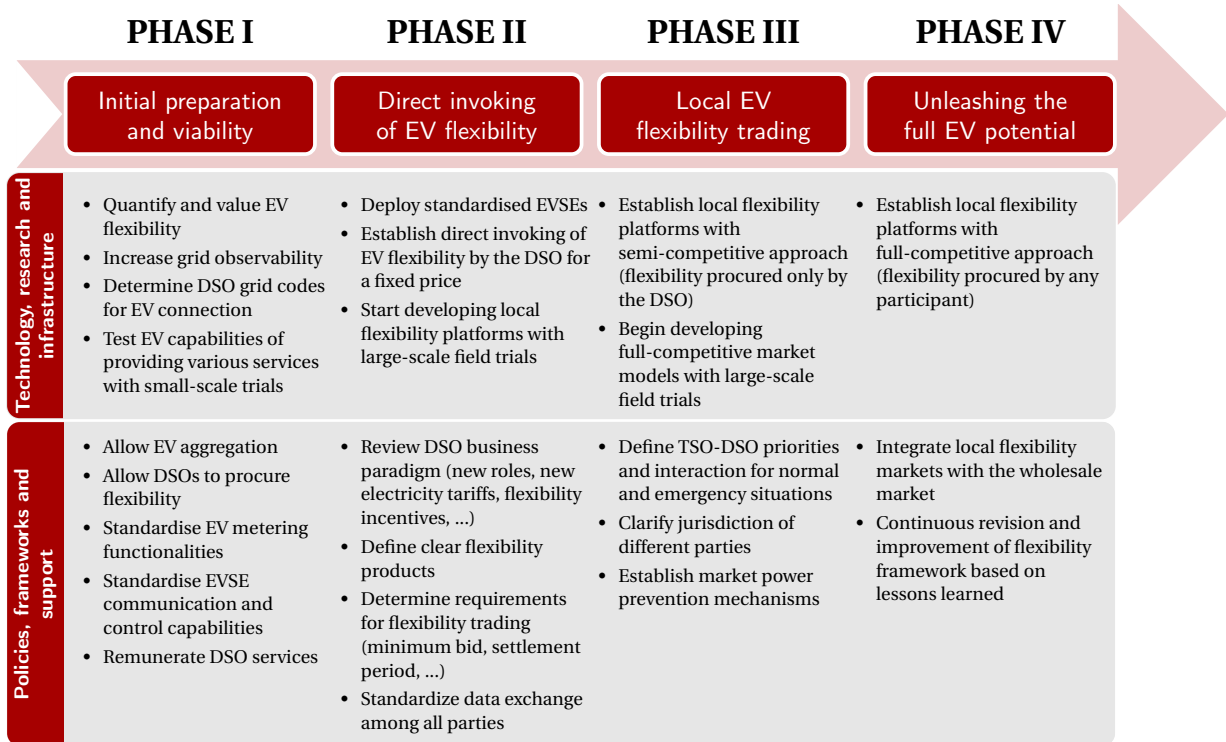 PHASE I
PHASE II
PHASE III
PHASE IV
Initial preparation
and viability
Direct invoking
of EV flexibility
Local EV
flexibility trading
Unleashing the
full EV potential
Technology, research and
infrastructure
• Quantify and value EV
flexibility
• Increase grid observability
• Determine DSO grid codes
for EV connection
• Test EV capabilities of
providing various services
with small-scale trials
• Deploy standardised EVSEs
• Establish direct invoking of
EV flexibility by the DSO for
a fixed price
• Start developing local
flexibility platforms with
large-scale field trials
• Establish local flexibility
platforms with
semi-competitive approach
(flexibility procured only by
the DSO)
• Begin developing
full-competitive market
models with large-scale
field trials
• Establish local flexibility
platforms with
full-competitive approach
(flexibility procured by any
participant)
Policies, frameworks and
support
• Allow EV aggregation
• Allow DSOs to procure
flexibility
• Standardise EV metering
functionalities
• Standardise EVSE
communication and
control capabilities
• Remunerate DSO services
• Review DSO business
paradigm (new roles, new
electricity tariffs, flexibility
incentives, ...)
• Define clear flexibility
products
• Determine requirements
for flexibility trading
(minimum bid, settlement
period, ...)
• Standardize data exchange
among all parties
• Define TSO-DSO priorities
and interaction for normal
and emergency situations
• Clarify jurisdiction of
different parties
• Establish market power
prevention mechanisms
• Integrate local flexibility
markets with the wholesale
market
• Continuous revision and
improvement of flexibility
framework based on
lessons learned